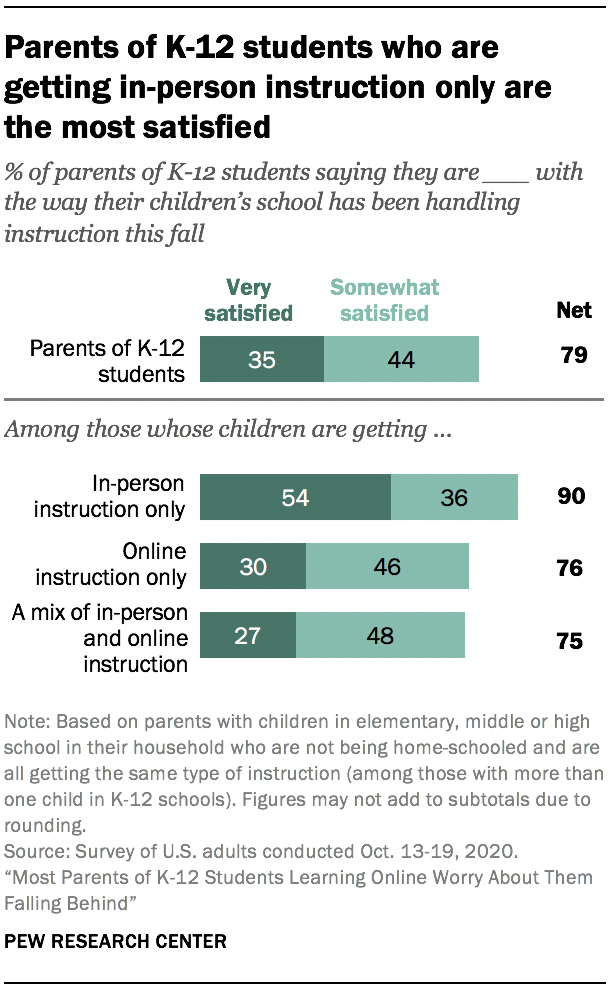 Parents of K-12 students who are
getting in-person instruction only are
the most satisfied
% of parents of K-12 students saying they are ___ with
the way their children’s school has been handling
instruction this fall
Very
satisfied
Somewhat
satisfied
Net
Parents of K-12
students
35
44
79
Among those whose children are getting ...
In-person
instruction only
54
36
90
Online
instruction only
30
46
76
A mix of in-person
and online
instruction
27
48
75
Note: Based on parents with children in elementary, middle or high
school in their household who are not being home-schooled and are
all getting the same type of instruction (among those with more than
one child in K-12 schools). Figures may not add to subtotals due to
rounding.
Source: Survey of U.S. adults conducted Oct. 13-19, 2020.
“Most Parents of K-12 Students Learning Online Worry About Them
Falling Behind”
PEW RESEARCH CENTER